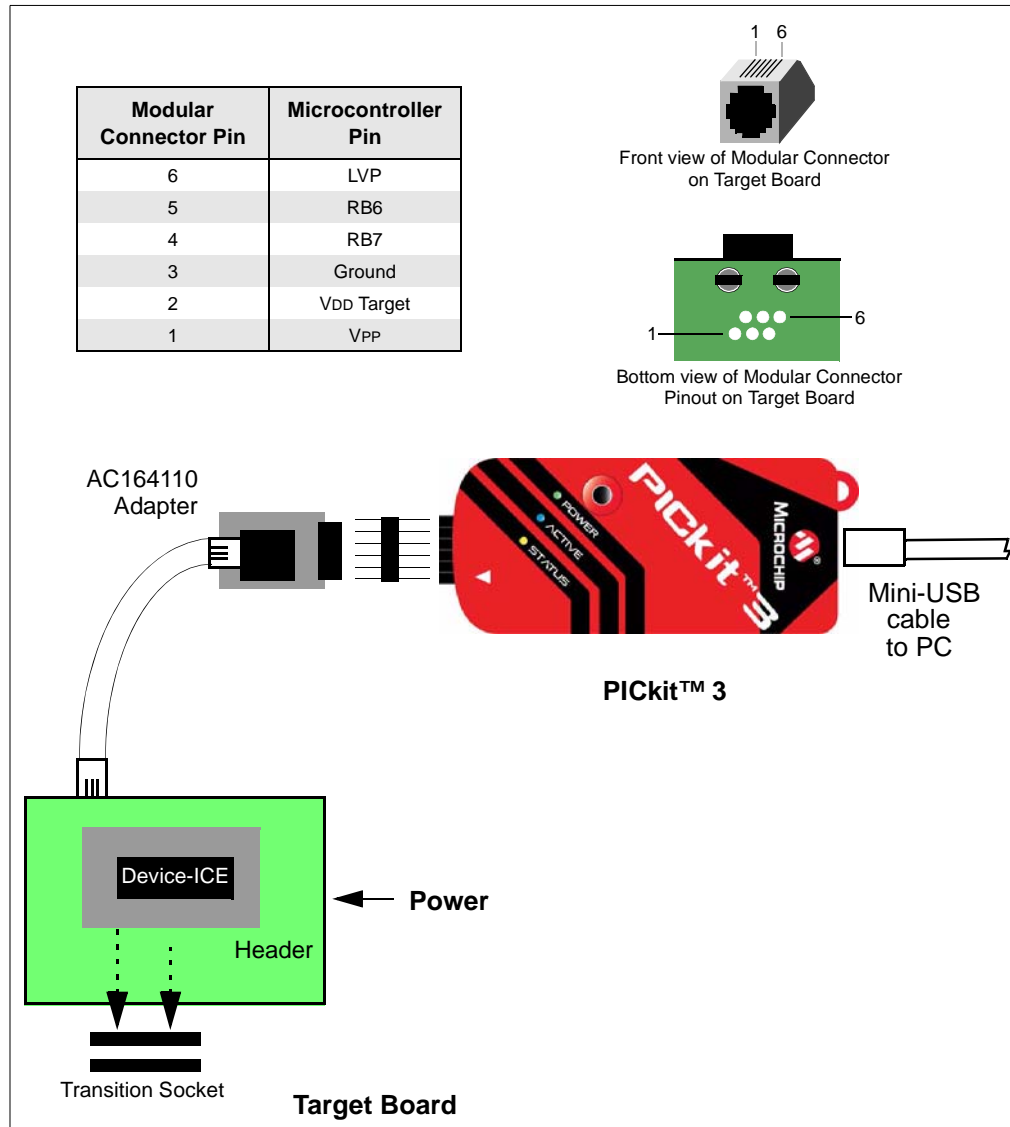 1 6
Modular Connector Pin Microcontroller Pin
6 LVP
5 RB6
4 RB7
3 Ground
2 VDD Target
1 VPP
Front view of Modular Connector
on Target Board
6
1
Bottom view of Modular Connector
Pinout on Target Board
AC164110
Adapter
POWER
ACTIVE
STATUS
PICkit™ 3
MICROCHIP
®
Mini-USB
cable
to PC
PICkit™ 3
Device-ICE
Power
Header
Transition Socket
Target Board